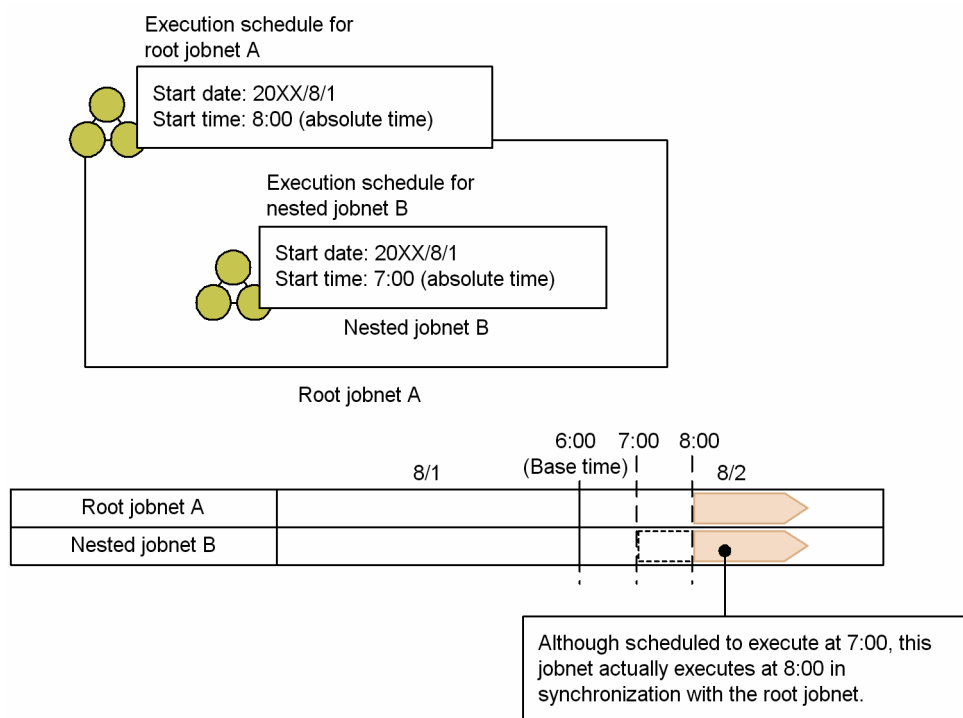 Execution schedule for
root jobnet A
Start date: 20XX/8/1
Start time: 8:00 (absolute time)
Execution schedule for
nested jobnet B
Start date: 20XX/8/1
Start time: 7:00 (absolute time)
Nested jobnet B
Root jobnet A
6:00 7:00 8:00
(Base time)
8/1 8/2
Root jobnet A
Nested jobnet B
Although scheduled to execute at 7:00, this
jobnet actually executes at 8:00 in
synchronization with the root jobnet.